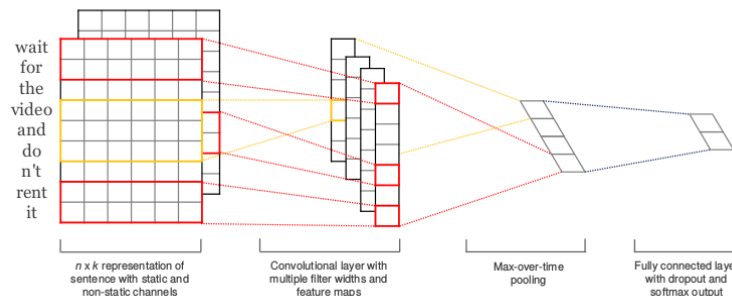 wait
for
the
video
and
do
n't
rent
it
n x k representation of
sentence with static and
non-static channels
Convolutional layer with
multiple filter widths and
feature maps
Max-over-time
pooling
Fully connected layer
with dropout and
softmax output